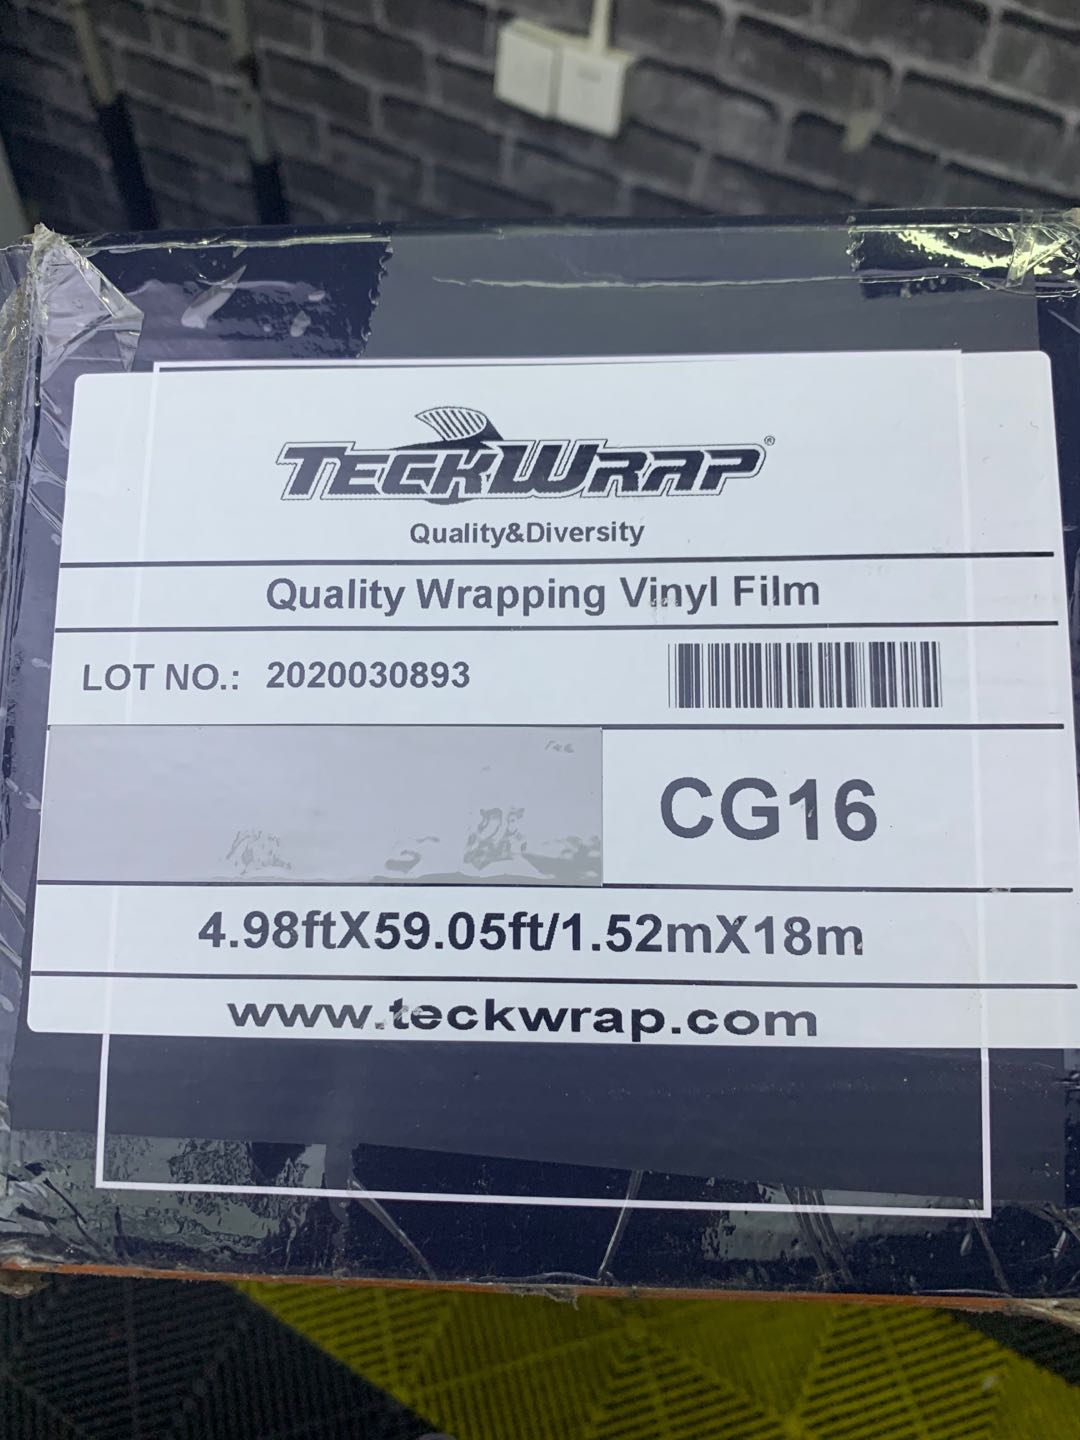 TECKWRAP®
Quality&Diversity
Quality Wrapping Vinyl Film
LOT NO.: 2020030893
CG16
4.98ftX59.05ft/1.52mX18m
www.teckwrap.com